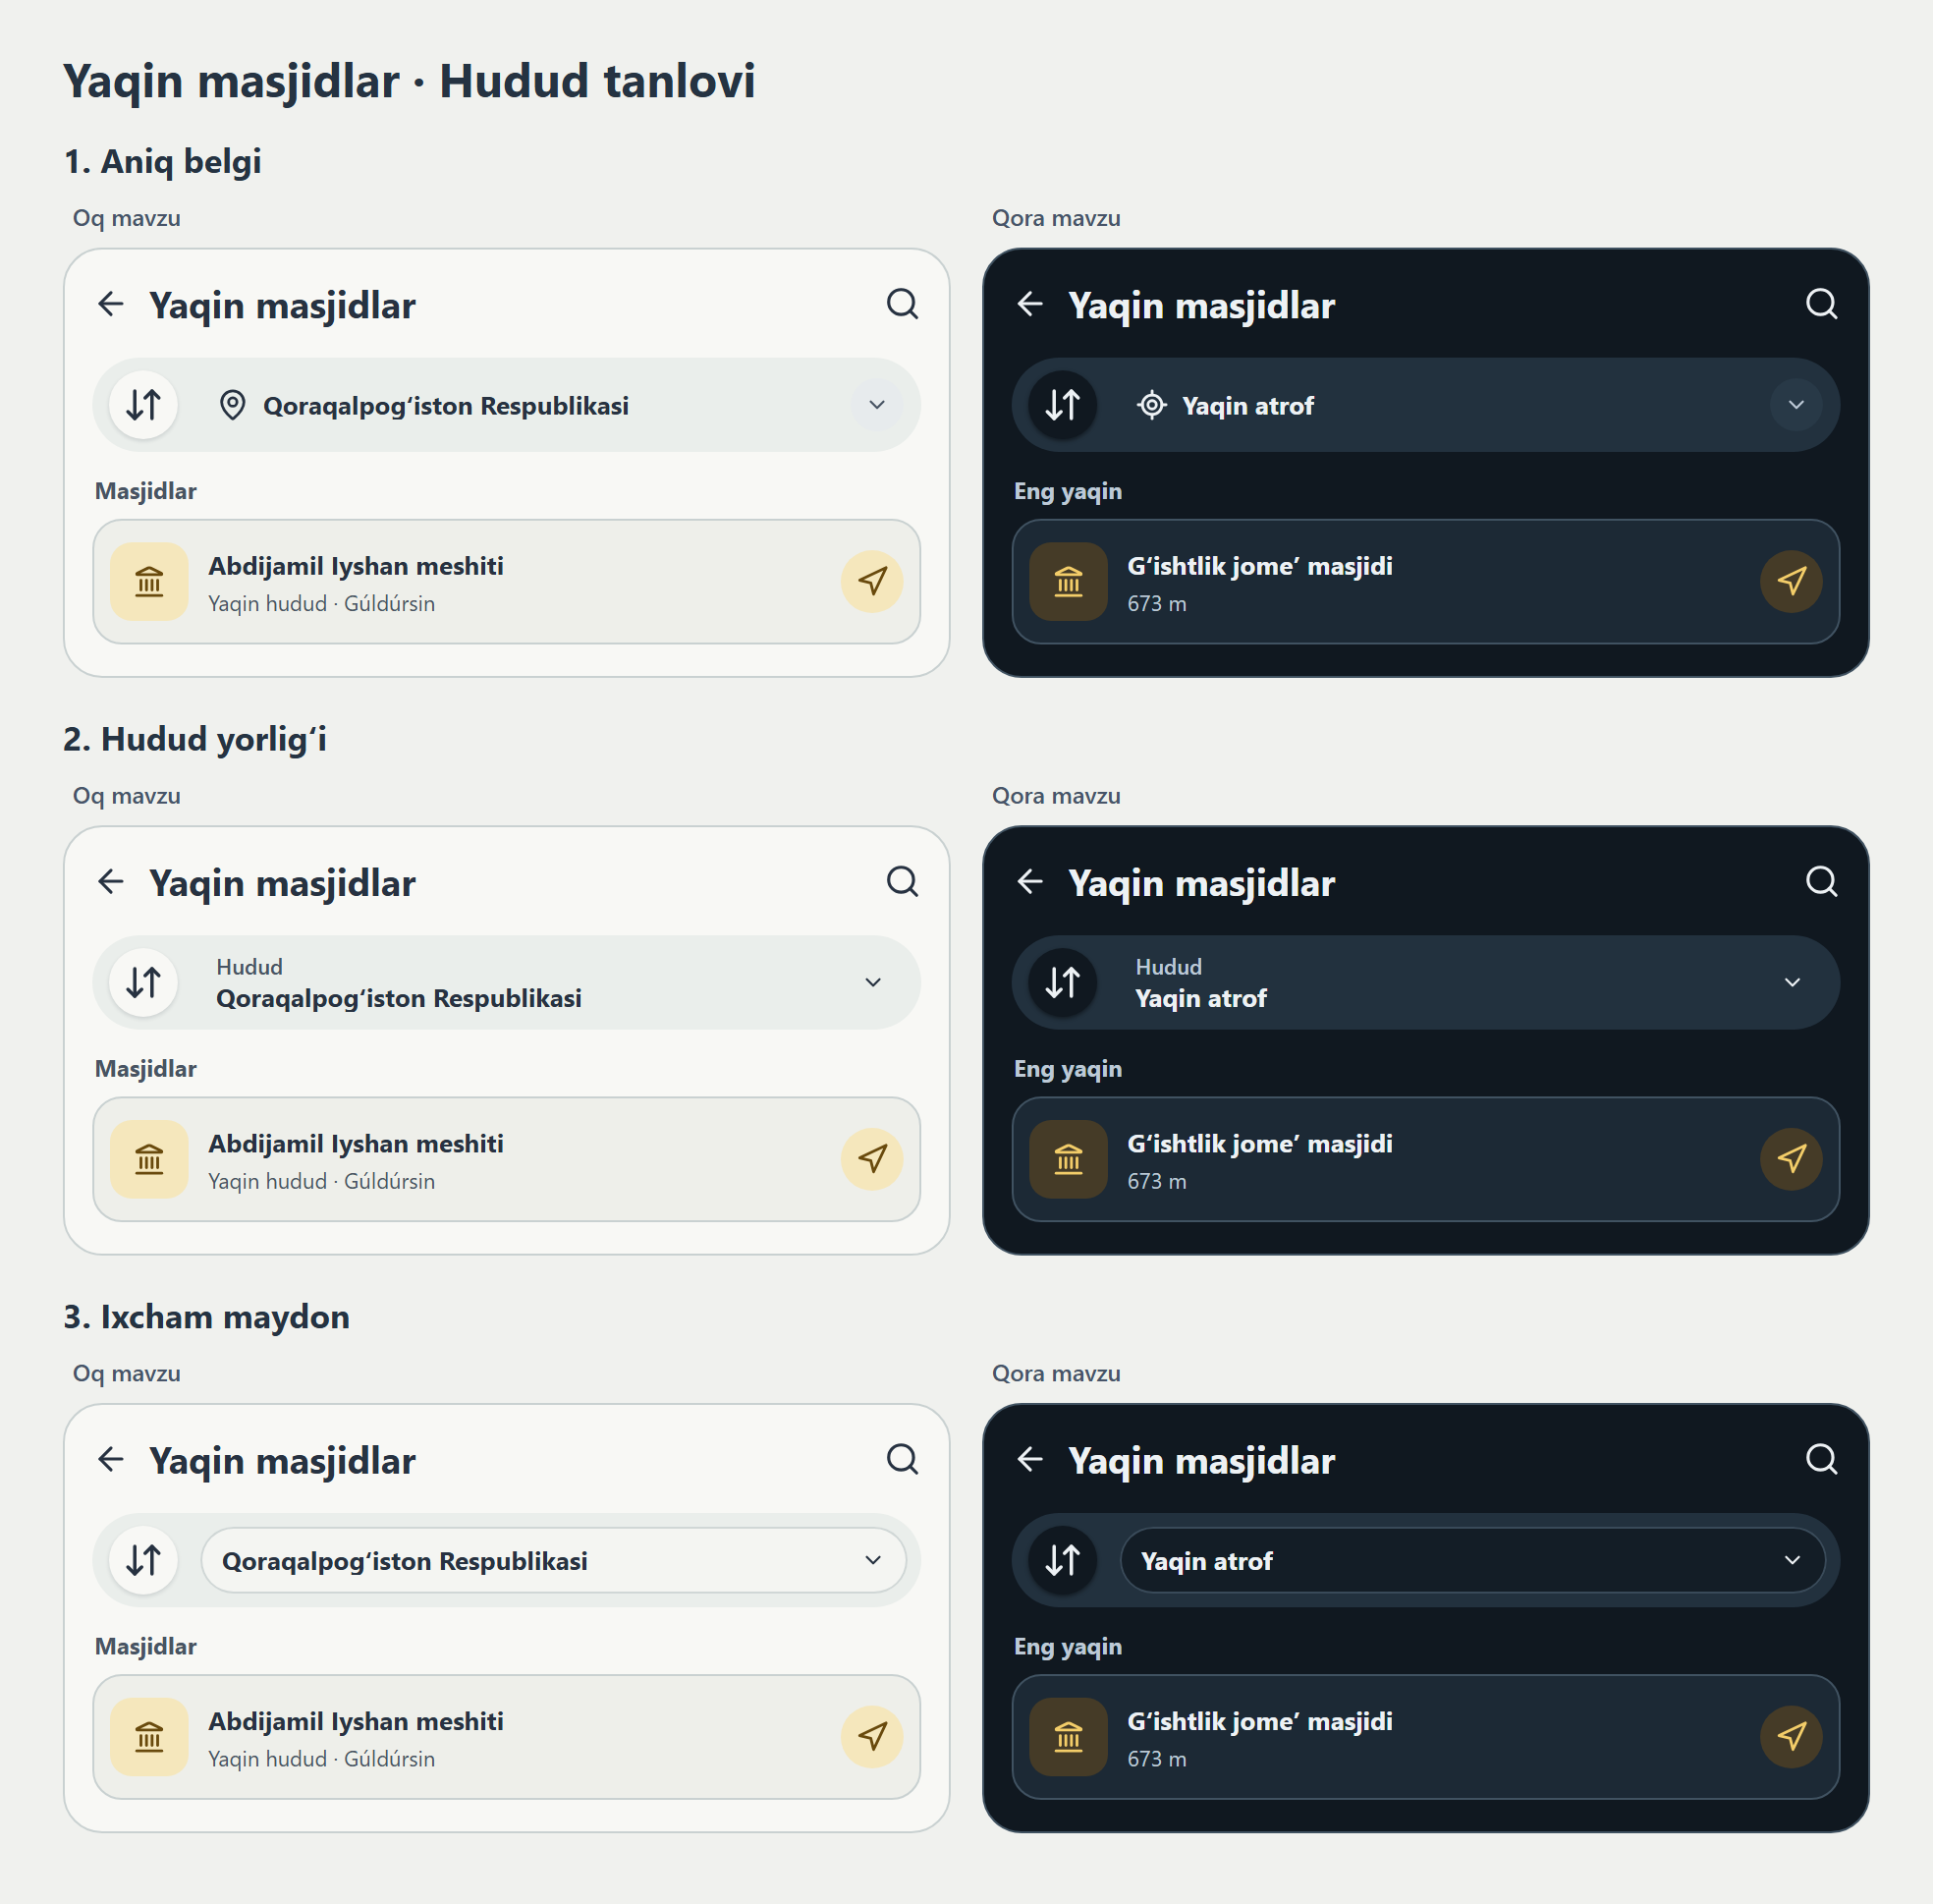 Yaqin masjidlar · Hudud tanlovi
1. Aniq belgi
Oq mavzu
Yaqin masjidlar
Qoraqalpog‘iston Respublikasi
Masjidlar
Abdijamil Iyshan meshiti
Yaqin hudud · Gúldúrsin
Qora mavzu
Yaqin masjidlar
Yaqin atrof
Eng yaqin
G‘ishtlik jome’ masjidi
673 m
2. Hudud yorlig‘i
Oq mavzu
Yaqin masjidlar
Hudud
Qoraqalpog‘iston Respublikasi
Masjidlar
Abdijamil Iyshan meshiti
Yaqin hudud · Gúldúrsin
Qora mavzu
Yaqin masjidlar
Hudud
Yaqin atrof
Eng yaqin
G‘ishtlik jome’ masjidi
673 m
3. Ixcham maydon
Oq mavzu
Yaqin masjidlar
Qoraqalpog‘iston Respublikasi
Masjidlar
Abdijamil Iyshan meshiti
Yaqin hudud · Gúldúrsin
Qora mavzu
Yaqin masjidlar
Yaqin atrof
Eng yaqin
G‘ishtlik jome’ masjidi
673 m